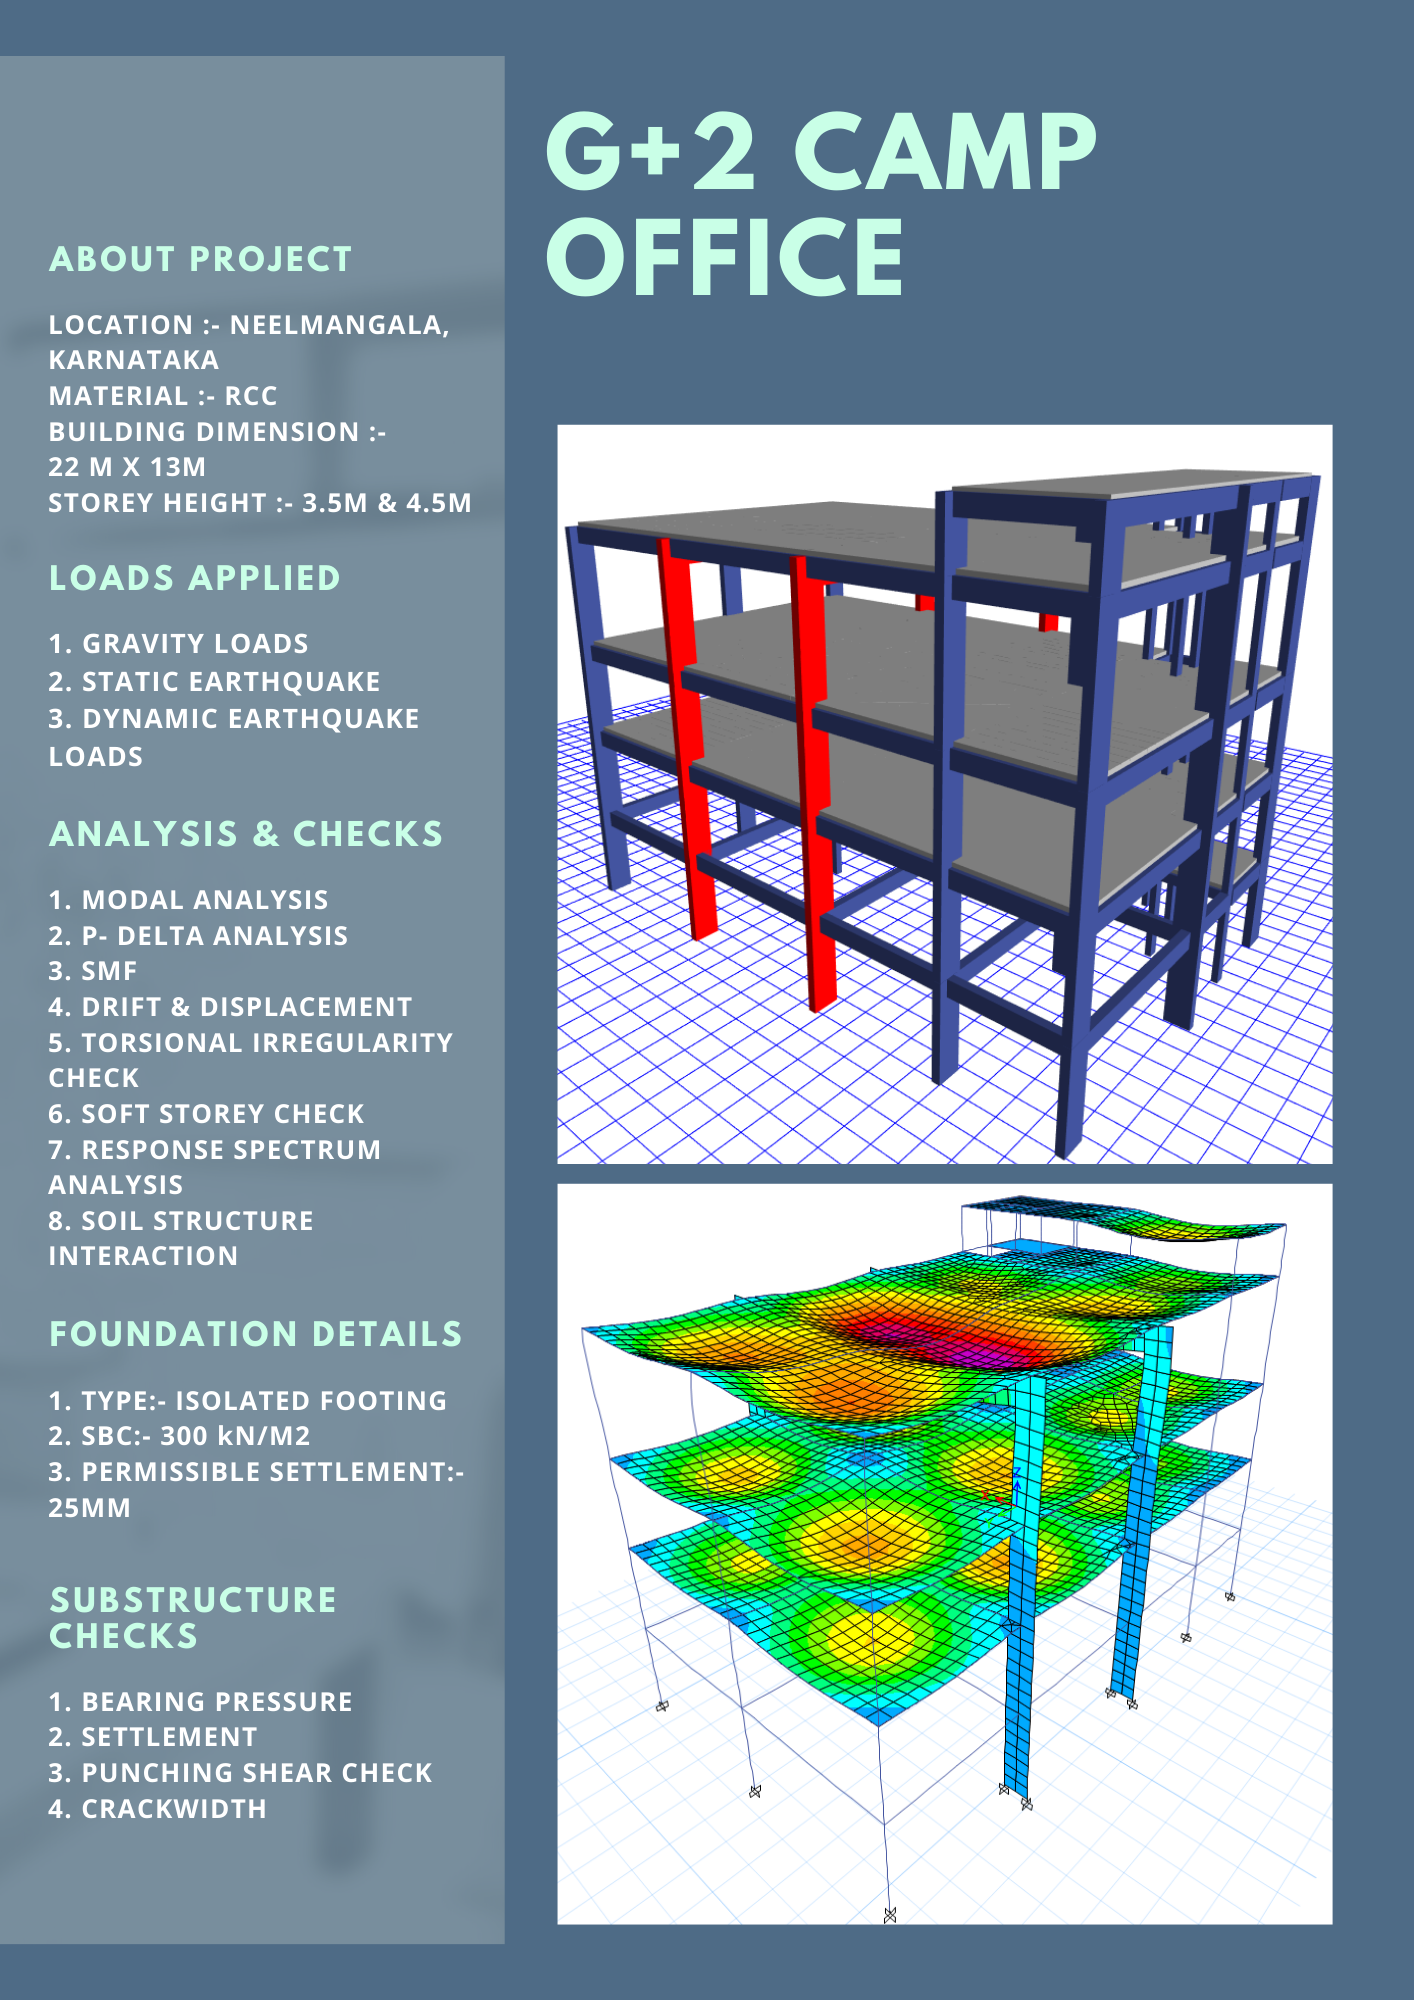 G+2 CAMP
OFFICE
ABOUT PROJECT
LOCATION :- NEELMANGALA,
KARNATAKA
MATERIAL :- RCC
BUILDING DIMENSION :-
22 M X 13M
STOREY HEIGHT :- 3.5M & 4.5M
LOADS APPLIED
1. GRAVITY LOADS
2. STATIC EARTHQUAKE
3. DYNAMIC EARTHQUAKE
LOADS
ANALYSIS & CHECKS
1. MODAL ANALYSIS
2. P- DELTA ANALYSIS
3. SMF
4. DRIFT & DISPLACEMENT
5. TORSIONAL IRREGULARITY
CHECK
6. SOFT STOREY CHECK
7. RESPONSE SPECTRUM
ANALYSIS
8. SOIL STRUCTURE
INTERACTION
FOUNDATION DETAILS
1. TYPE:- ISOLATED FOOTING
2. SBC:- 300 kN/M2
3. PERMISSIBLE SETTLEMENT:-
25MM
SUBSTRUCTURE
CHECKS
1. BEARING PRESSURE
2. SETTLEMENT
3. PUNCHING SHEAR CHECK
4. CRACKWIDTH